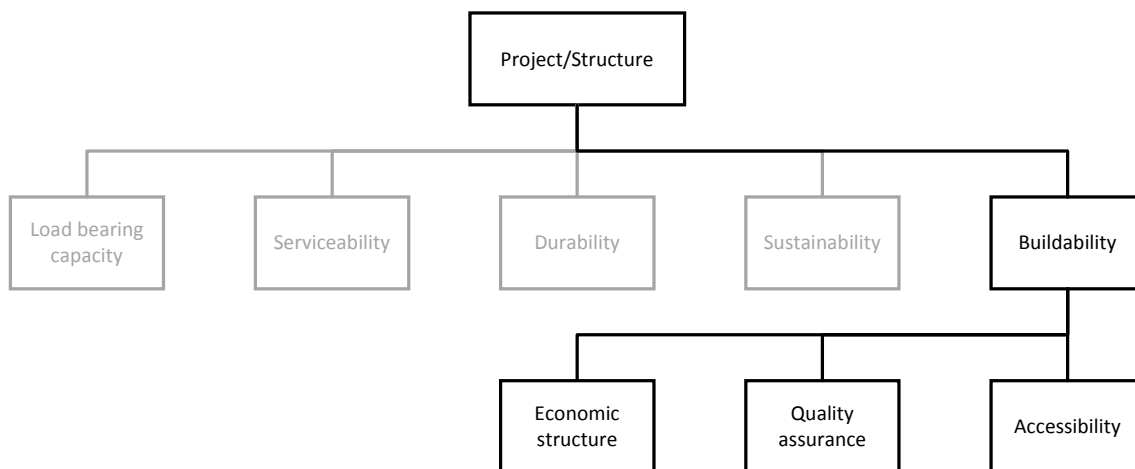 Project/Structure
Load bearing
capacity
Serviceability
Durability
Sustainability
Buildability
Economic
structure
Quality
assurance
Accessibility